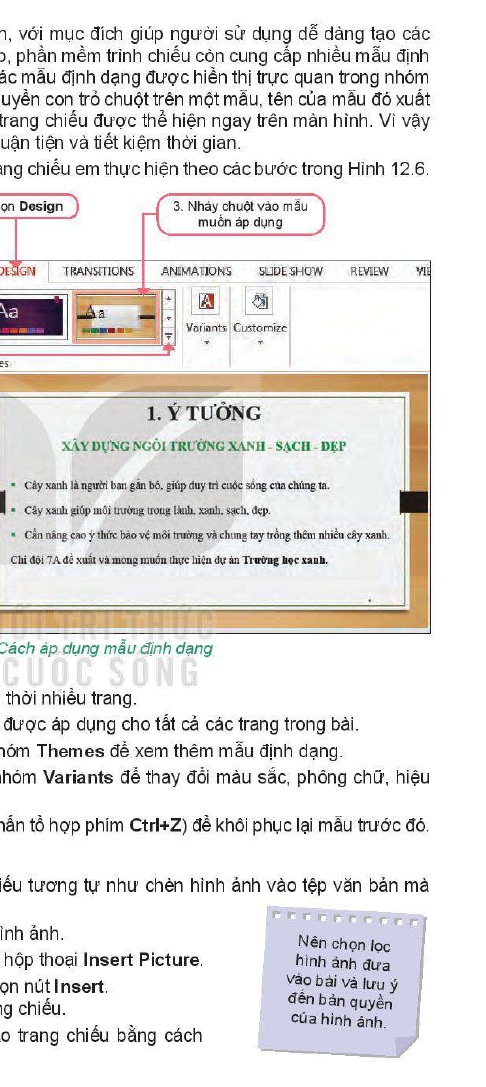 với mục đích giúp người sử dụng dễ dàng tạo các
phần mềm trình chiếu còn cung cấp nhiều mẫu định
mẫu định dạng được hiển thị trực quan trong nhóm
con trỏ chuột trên một mẫu, tên của mẫu đó xuất
trang chiếu được thể hiện ngay trên màn hình. Vì vậy
tiện và tiết kiệm thời gian.
chiếu em thực hiện theo các bước trong Hình 12.6.
Design
3. Nháy chuột vào mẫu
muốn áp dụng
DESIGN TRANSITIONS ANIMATIONS SLIDE SHOW REVIEW
Aa Aa
Variants Customize
1. Ý TƯỞNG
XÂY DỰNG NGÔI TRƯỜNG XANH - SẠCH - ĐẸP
• Cây xanh là người bạn gắn bó, giúp duy trì cuộc sống của chúng ta.
• Cây xanh giúp môi trường trong lành, xanh, sạch, đẹp.
• Cần nâng cao ý thức bảo vệ môi trường và chung tay trồng thêm nhiều cây xanh.
Chi đội 7A đề xuất và mong muốn thực hiện dự án Trường học xanh.
TRI THỨC
Cách áp dụng mẫu định dạng
CUỘC SỐNG
thời nhiều trang.
được áp dụng cho tất cả các trang trong bài.
Themes để xem thêm mẫu định dạng.
Variants để thay đổi màu sắc, phông chữ, hiệu
tổ hợp phím Ctrl+Z) để khôi phục lại mẫu trước đó.
tương tự như chèn hình ảnh vào tệp văn bản mà
ảnh.
hộp thoại Insert Picture.
nút Insert.
chiếu.
trang chiếu bằng cách
Nên chọn lọc
hình ảnh đưa
vào bài và lưu ý
đến bản quyền
của hình ảnh.